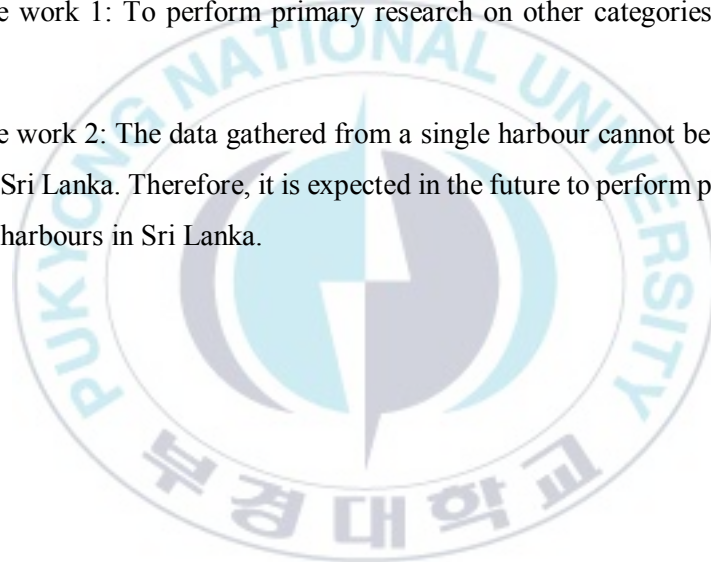 e work 1: To perform primary research on other categories
e work 2: The data gathered from a single harbour cannot be
Sri Lanka. Therefore, it is expected in the future to perform p
harbours in Sri Lanka.
PUKYONG NATIONAL UNIVERSITY
부경대학교